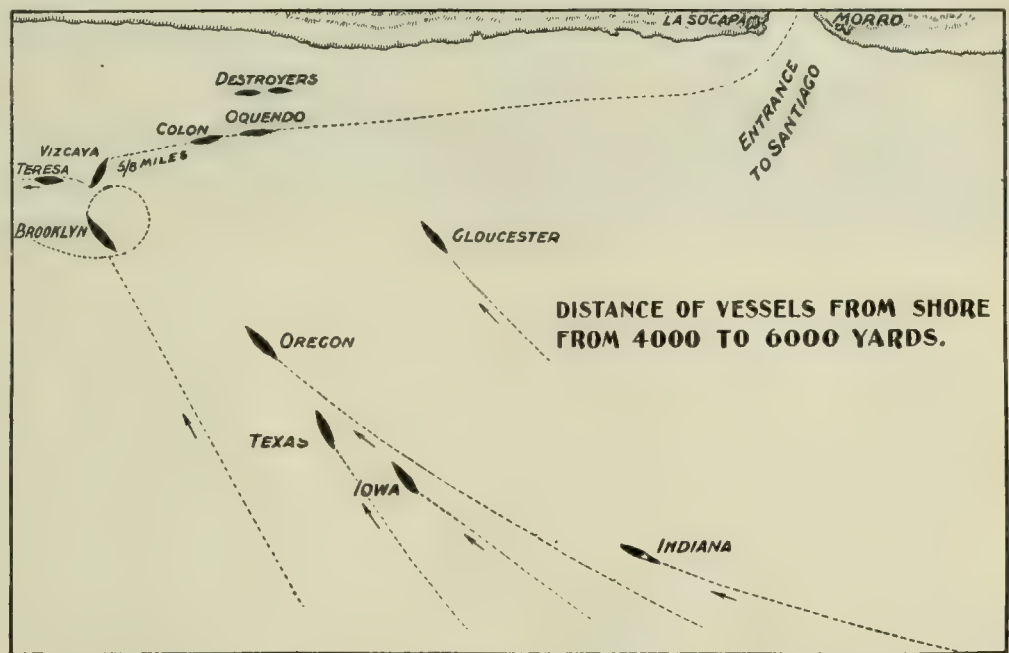 LA SOCAPA
MORRO
ENTRANCE
TO SANTIAGO
DESTROYERS
OQUENDO
COLON
VIZCAYA
5/8 MILES
TERESA
BROOKLYN
GLOUCESTER
DISTANCE OF VESSELS FROM SHORE
FROM 4000 TO 6000 YARDS.
OREGON
TEXAS
IOWA
INDIANA